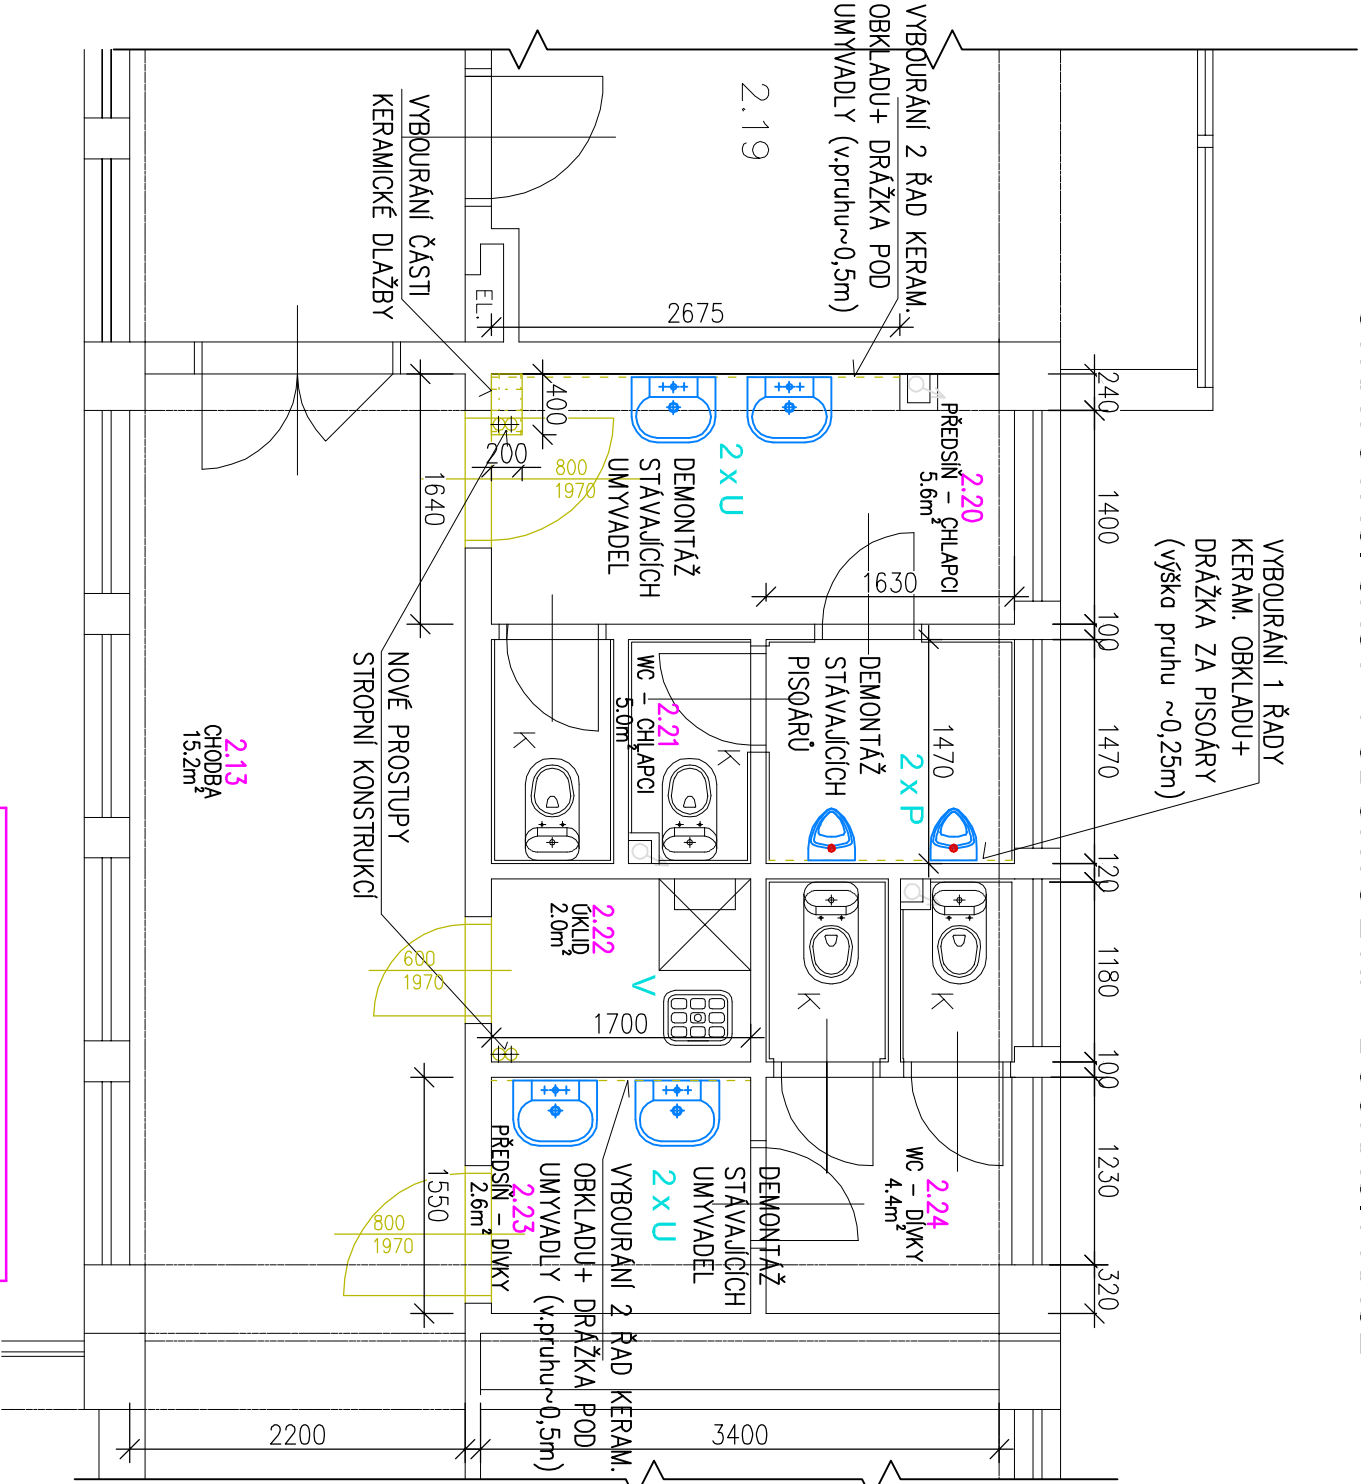 VYBOURÁNÍ 2 ŘAD KERAM.
OBKLADU+ DRÁŽKA POD
UMYVADLY (v.pruhu~0,5m)
2.19
VYBOURÁNÍ ČÁSTI
KERAMICKÉ DLAŽBY
EL.
2675
VYBOURÁNÍ 1 ŘADY
KERAM. OBKLADU+
DRÁŽKA ZA PISOÁRY
(výška pruhu ~0,25m)
240
1400
100
1470
120
1180
100
1230
320
2.20
PŘEDSÍŇ - CHLAPCI
5.6m²
2 x U
DEMONTÁŽ
STÁVAJÍCÍCH
UMYVADEL
400
200
800
1970
1640
1630
1470
DEMONTÁŽ
STÁVAJÍCÍCH
PISOÁRŮ
2 x P
2.21
WC - CHLAPCI
5.0m²
K
K
NOVÉ PROSTUPY
STROPNÍ KONSTRUKCÍ
2.13
CHODBA
15.2m²
2.22
ÚKLID
2.0m²
V
600
1970
1700
K
K
2.24
WC - DÍVKY
4.4m²
DEMONTÁŽ
STÁVAJÍCÍCH
UMYVADEL
2 x U
VYBOURÁNÍ 2 ŘAD KERAM.
OBKLADU+ DRÁŽKA POD
UMYVADLY (v.pruhu~0,5m)
2.23
PŘEDSÍŇ - DÍVKY
2.6m²
1550
800
1970
2200
3400